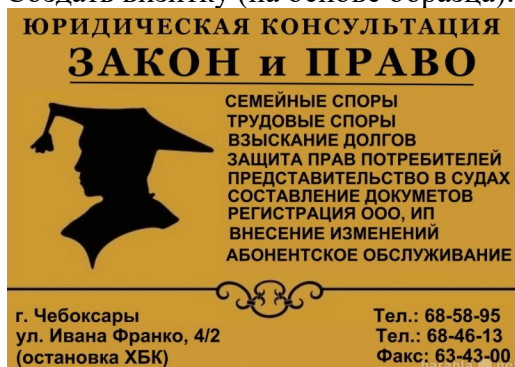 Создать визитку (на основе образца).
ЮРИДИЧЕСКАЯ КОНСУЛЬТАЦИЯ
ЗАКОН и ПРАВО
СЕМЕЙНЫЕ СПОРЫ
ТРУДОВЫЕ СПОРЫ
ВЗЫСКАНИЕ ДОЛГОВ
ЗАЩИТА ПРАВ ПОТРЕБИТЕЛЕЙ
ПРЕДСТАВИТЕЛЬСТВО В СУДАХ
СОСТАВЛЕНИЕ ДОКУМЕТОВ
РЕГИСТРАЦИЯ ООО, ИП
ВНЕСЕНИЕ ИЗМЕНЕНИЙ
АБОНЕНТСКОЕ ОБСЛУЖИВАНИЕ
г. Чебоксары
ул. Ивана Франко, 4/2
(остановка ХБК)
Тел.: 68-58-95
Тел.: 68-46-13
Факс: 63-43-00